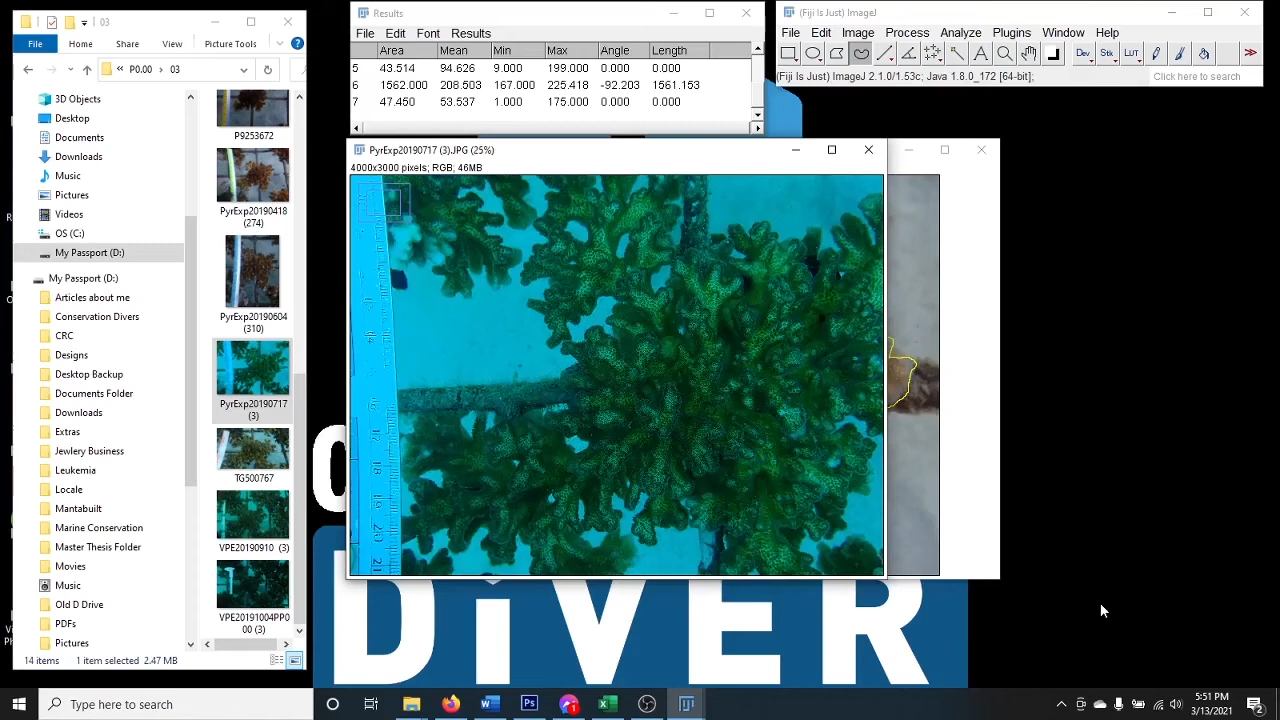 03
File Home Share View Picture Tools
P0.00 03
3D Objects
Desktop
Documents
Downloads
Music
Pictures
Videos
OS (C:)
My Passport (D:)
My Passport (D:)
Articles about me
Conservation Divers
CRC
Designs
Desktop Backup
Documents Folder
Downloads
Extras
Jewlery Business
Leukemia
Locale
Mantabuilt
Marine Conservation
Master Thesis Folder
Movies
Music
Old D Drive
PDFs
Pictures
P9253672
PyrExp20190418
(274)
PyrExp20190604
(310)
PyrExp20190717
(3)
TG500767
VPE20190910 (3)
VPE20191004PP0
00 (3)
14 items 1 item selected 2.47 MB
Results
File Edit Font Results
Area Mean Min Max Angle Length
5 43.514 94.626 9.000 199.000 0.000 0.000
6 1562.000 208.503 167.000 225.418 -92.203 1561.153
7 47.450 53.537 1.000 175.000 0.000 0.000
(Fiji Is Just) ImageJ
File Edit Image Process Analyze Plugins Window Help
Dev Stk LUT
(Fiji Is Just) ImageJ 2.1.0/1.53c; Java 1.8.0_172 [64-bit];
Click here to search
PyrExp20190717 (3).JPG (25%)
4000x3000 pixels; RGB; 46MB
DiVER
Type here to search
5:51 PM
3/13/2021